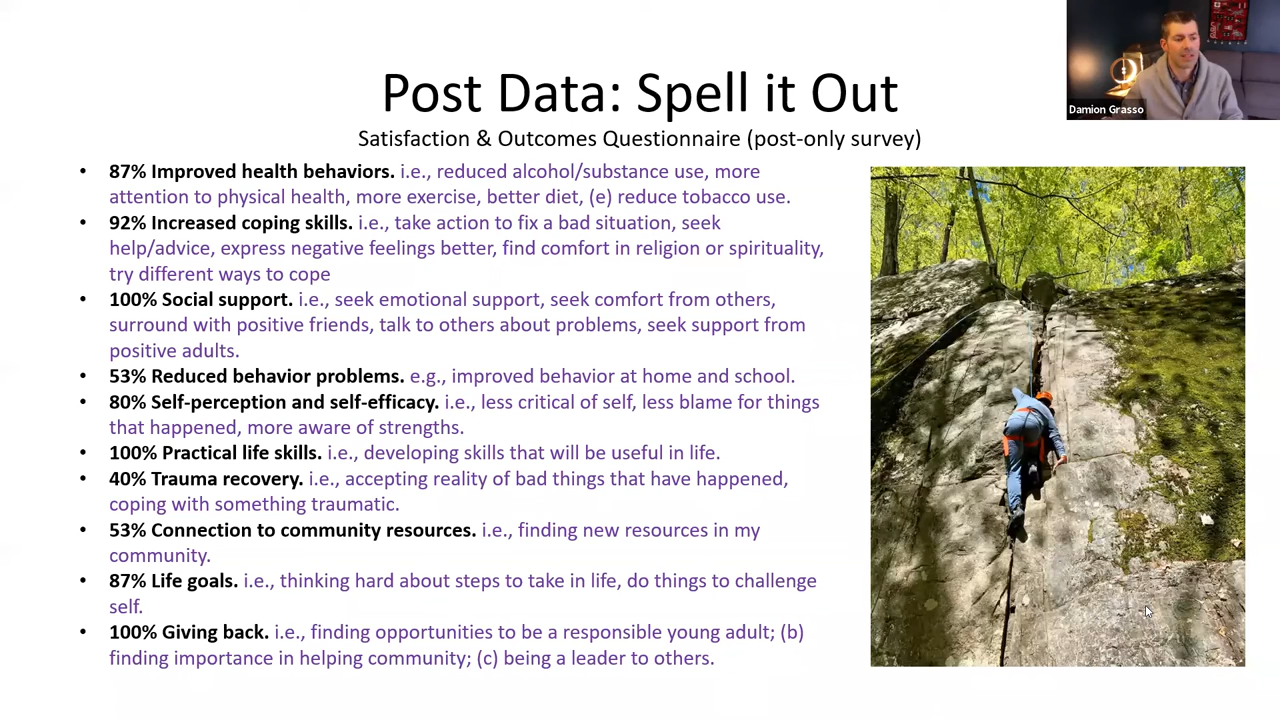 Post Data: Spell it Out
Satisfaction & Outcomes Questionnaire (post-only survey)
• 87% Improved health behaviors. i.e., reduced alcohol/substance use, more
attention to physical health, more exercise, better diet, (e) reduce tobacco use.
• 92% Increased coping skills. i.e., take action to fix a bad situation, seek
help/advice, express negative feelings better, find comfort in religion or spirituality,
try different ways to cope
• 100% Social support. i.e., seek emotional support, seek comfort from others,
surround with positive friends, talk to others about problems, seek support from
positive adults.
• 53% Reduced behavior problems. e.g., improved behavior at home and school.
• 80% Self-perception and self-efficacy. i.e., less critical of self, less blame for things
that happened, more aware of strengths.
• 100% Practical life skills. i.e., developing skills that will be useful in life.
• 40% Trauma recovery. i.e., accepting reality of bad things that have happened,
coping with something traumatic.
• 53% Connection to community resources. i.e., finding new resources in my
community.
• 87% Life goals. i.e., thinking hard about steps to take in life, do things to challenge
self.
• 100% Giving back. i.e., finding opportunities to be a responsible young adult; (b)
finding importance in helping community; (c) being a leader to others.
Damion Grasso